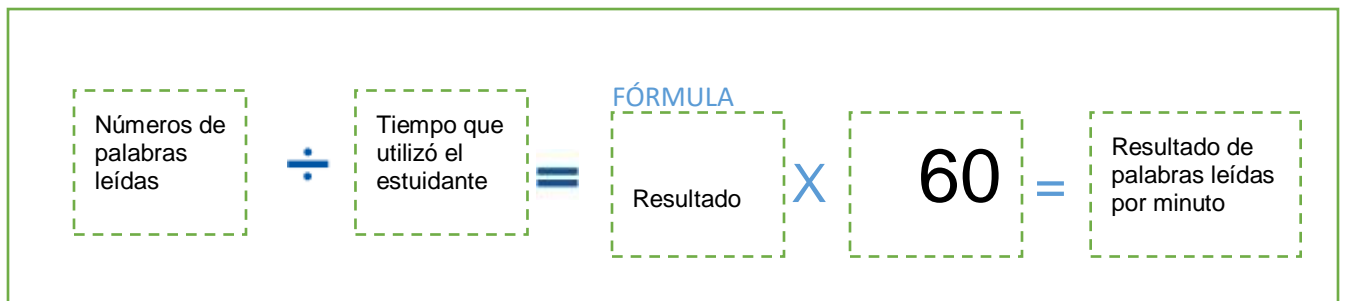 FÓRMULA
Números de
palabras
leídas
÷
Tiempo que
utilizó el
estuidante
=
Resultado
X
60
=
Resultado de
palabras leídas
por minuto